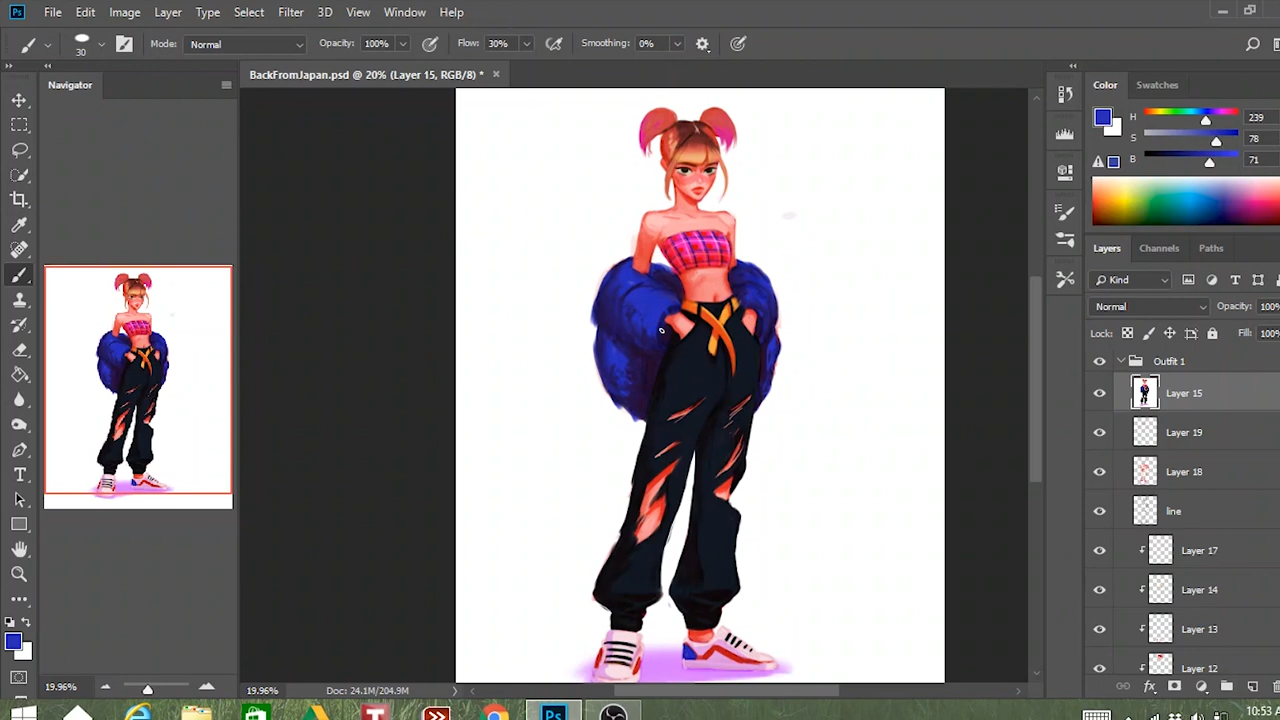 Ps File Edit Image Layer Type Select Filter 3D View Window Help
30 Mode: Normal Opacity: 100% Flow: 30% Smoothing: 0%
Navigator
BackFromJapan.psd @ 20% (Layer 15, RGB/8) *
Color Swatches
H 239
S 78
B 71
Layers Channels Paths
Kind
Normal Opacity: 100%
Lock: Fill: 100%
Outfit 1
Layer 15
Layer 19
Layer 18
line
Layer 17
Layer 14
Layer 13
Layer 12
19.96%
19.96% Doc: 24.1M/204.9M
fx
Ps
10:53 A